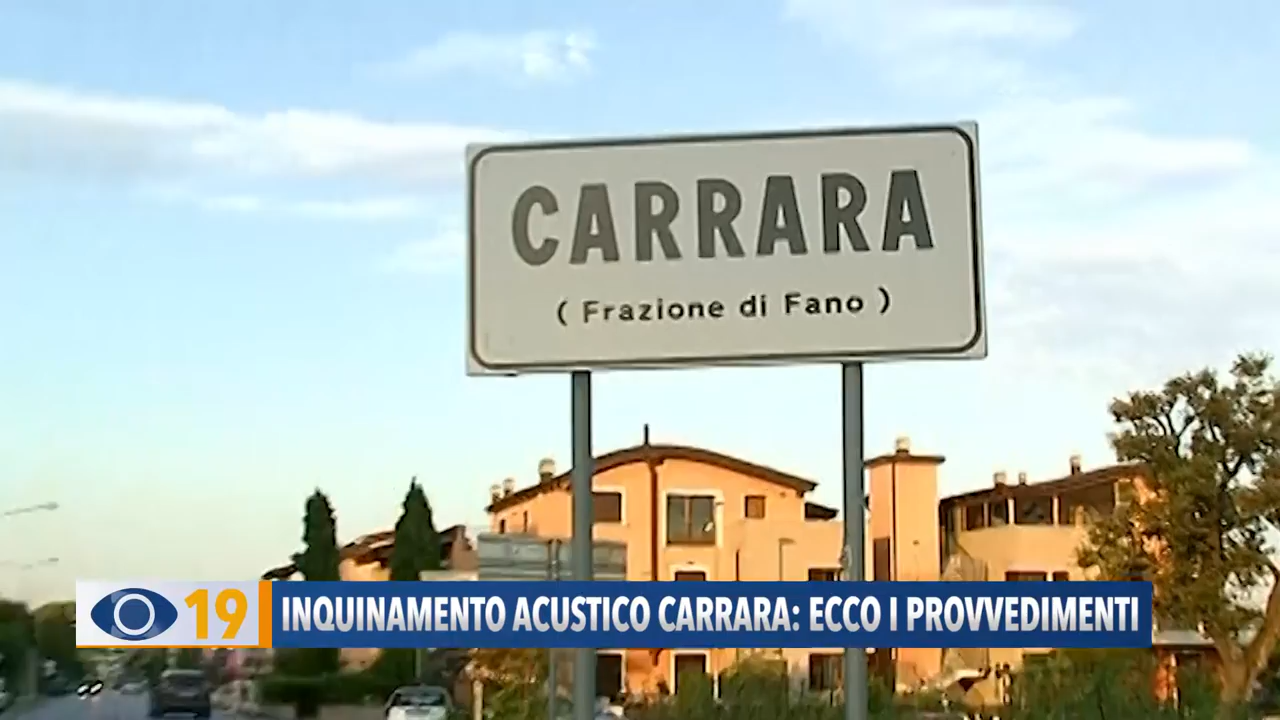 CARRARA
( Frazione di Fano )
19
INQUINAMENTO ACUSTICO CARRARA: ECCO I PROVVEDIMENTI